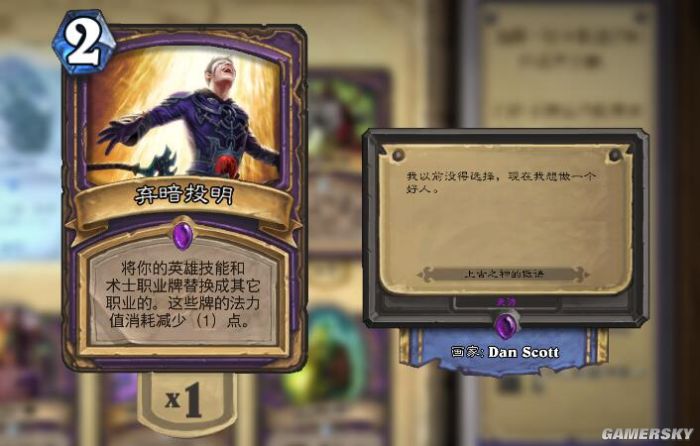 2
弃暗投明
将你的英雄技能和
术士职业牌替换成其它
职业的。这些牌的法力
值消耗减少（1）点。
x1
我以前没得选择，现在我想做一个
好人。
上古之神的低语
史诗
画家: Dan Scott
GAMERSKY